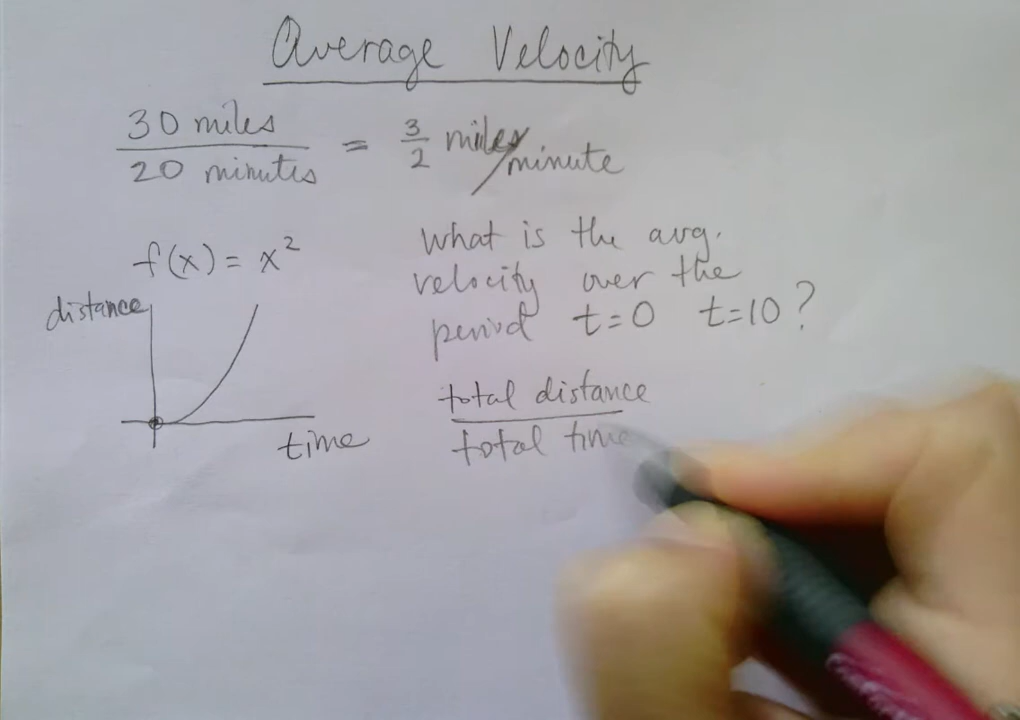 Average Velocity
30 miles
20 minutes
= 3/2 miles/minute
f(x) = x²
distance
time
What is the avg.
velocity over the
period t=0 t=10?
total distance
total time